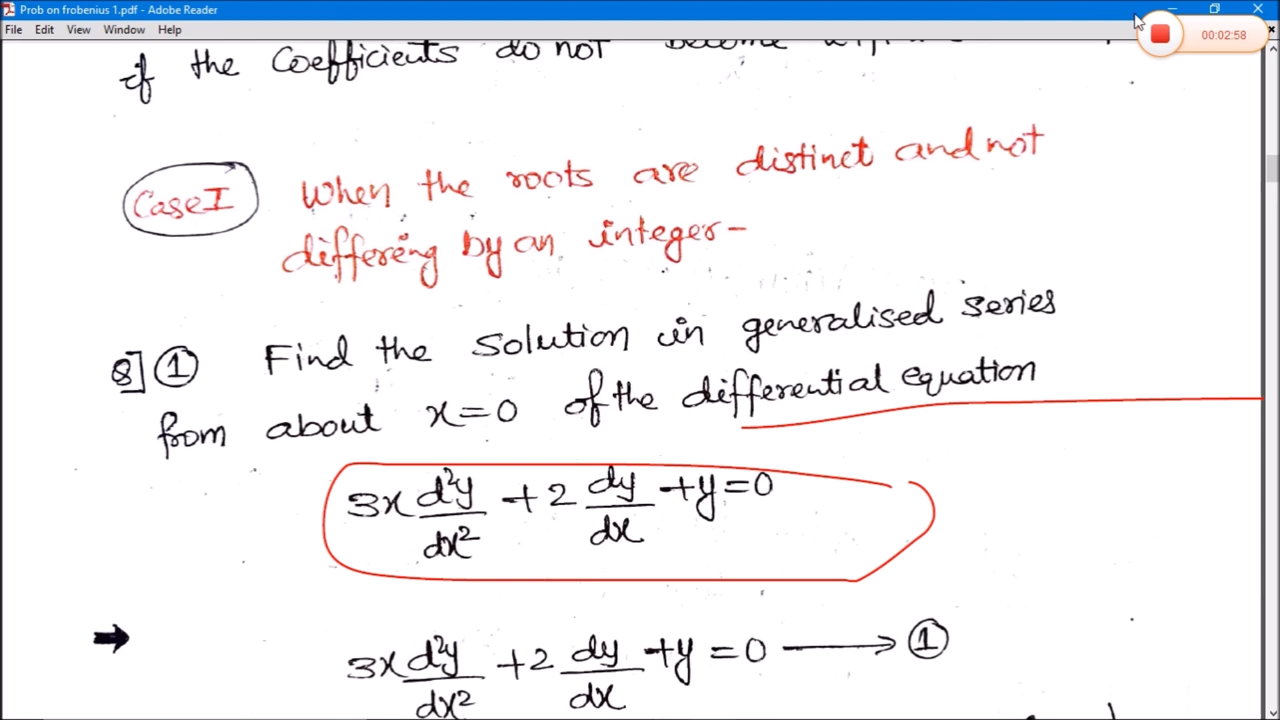 Prob on frobenius 1.pdf - Adobe Reader
File Edit View Window Help
00:02:58
if the Coefficients do not become
Case I When the roots are distinct and not
differing by an integer-
Q] ① Find the solution in generalised series
from about x=0 of the differential equation
3x d²y/dx² + 2 dy/dx + y = 0
3x d²y/dx² + 2 dy/dx + y = 0 ⟶ ①